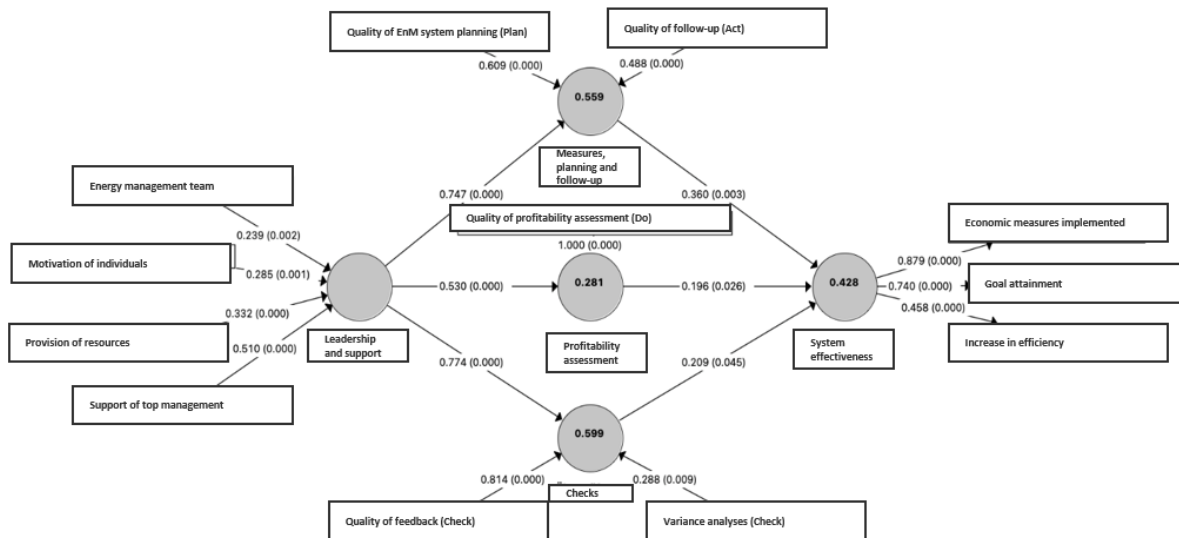 Quality of EnM system planning (Plan)
Quality of follow-up (Act)
0.609 (0.000)
0.488 (0.000)
0.559
Measures,
planning and
follow-up
Energy management team
0.747 (0.000)
0.360 (0.003)
Quality of profitability assessment (Do)
Economic measures implemented
0.239 (0.002)
1.000 (0.000)
0.879 (0.000)
Motivation of individuals
0.285 (0.001)
0.530 (0.000)
0.281
0.196 (0.026)
0.428
0.740 (0.000)
Goal attainment
0.332 (0.000)
0.458 (0.000)
Provision of resources
0.510 (0.000)
Leadership
and support
Profitability
assessment
System
effectiveness
Increase in efficiency
0.774 (0.000)
0.209 (0.045)
Support of top management
0.599
0.814 (0.000)
0.288 (0.009)
Checks
Quality of feedback (Check)
Variance analyses (Check)